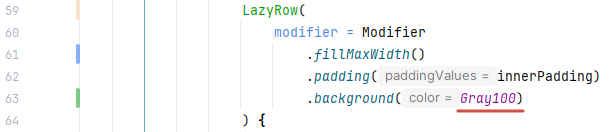 59 LazyRow(
60 modifier = Modifier
61 .fillMaxWidth()
62 .padding( paddingValues = innerPadding)
63 .background( color = Gray100)
64 ) {